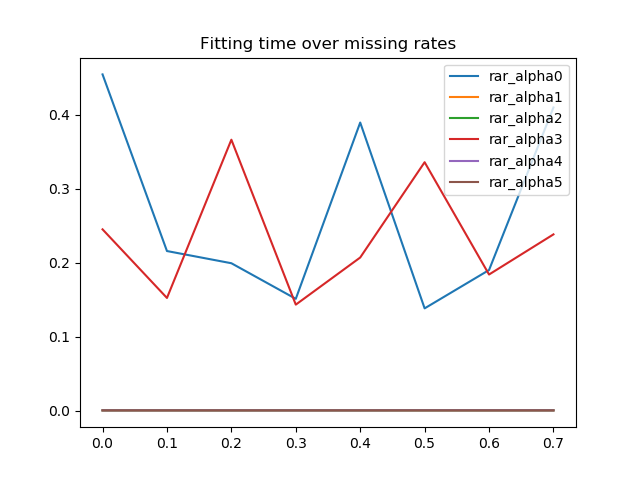 Fitting time over missing rates
rar_alpha0
rar_alpha1
rar_alpha2
rar_alpha3
rar_alpha4
rar_alpha5
0.4
0.3
0.2
0.1
0.0
0.0 0.1 0.2 0.3 0.4 0.5 0.6 0.7